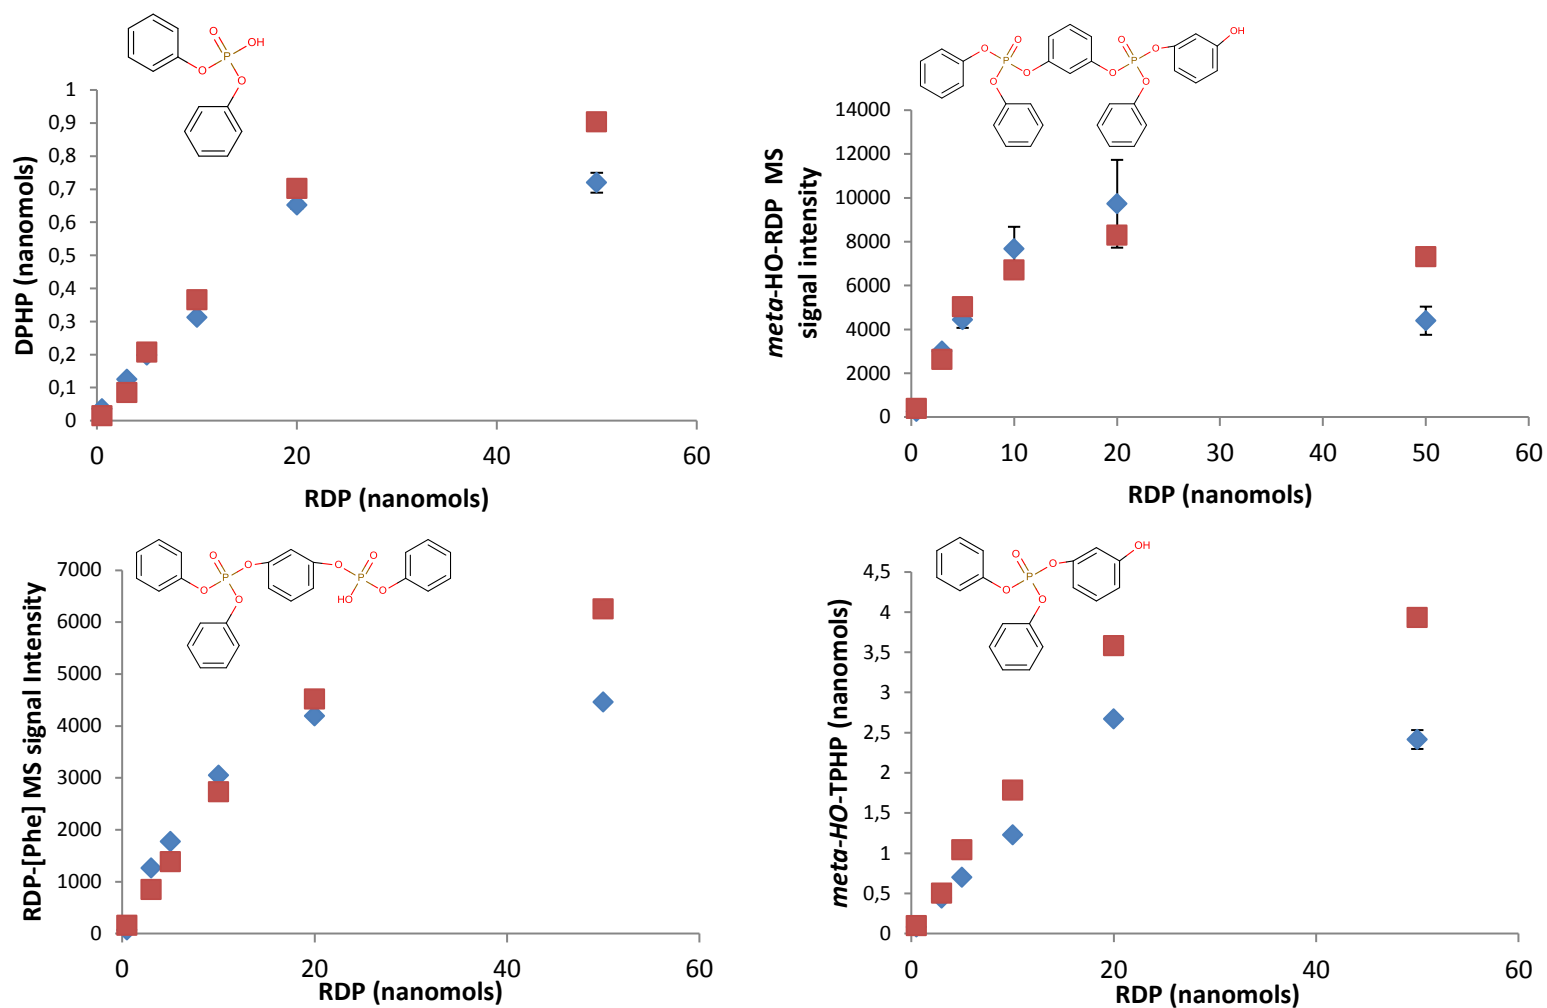 O
P
OH
O
O
DPHP (nanomols)
1
0,9
0,8
0,7
0,6
0,5
0,4
0,3
0,2
0,1
0
0 20 40 60
RDP (nanomols)
O
P
O
O
O
O
P
O
O
O
OH
meta-HO-RDP MS
signal intensity
14000
12000
10000
8000
6000
4000
2000
0
0 10 20 30 40 50 60
RDP (nanomols)
O
P
O
O
O
O
O
P
HO
O
RDP-[Phe] MS signal Intensity
7000
6000
5000
4000
3000
2000
1000
0
0 20 40 60
RDP (nanomols)
O
P
O
O
O
OH
meta-HO-TPHP (nanomols)
4,5
4
3,5
3
2,5
2
1,5
1
0,5
0
0 20 40 60
RDP (nanomols)